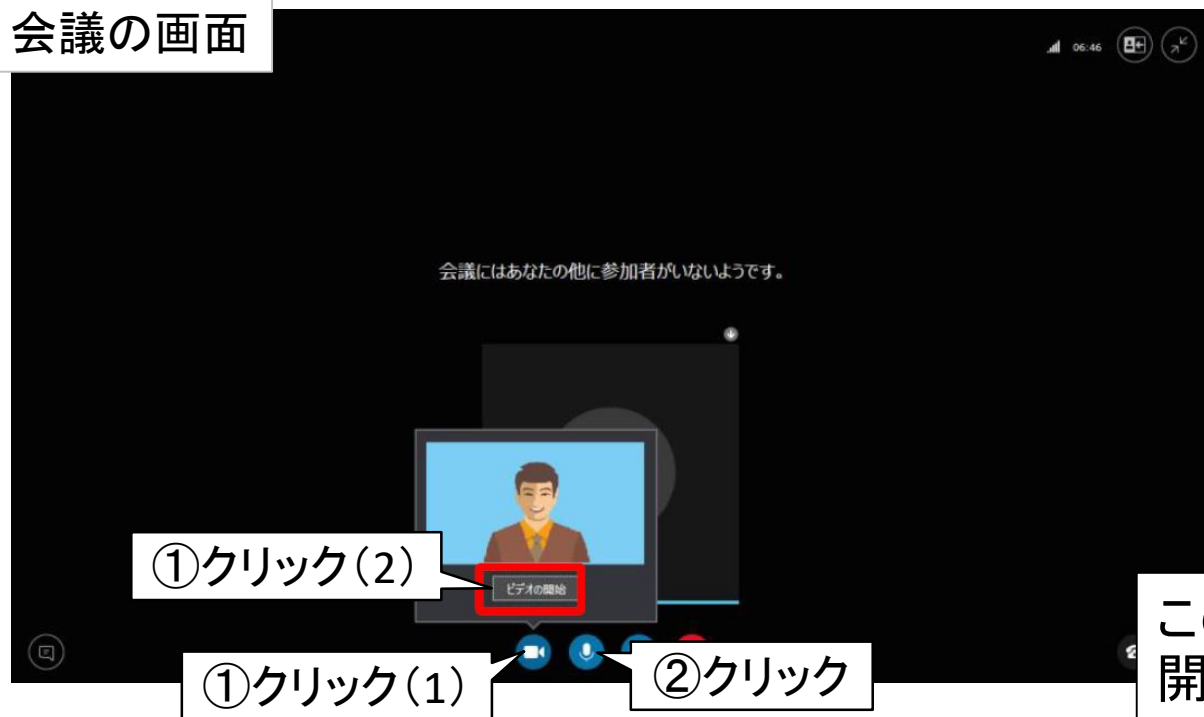 会議の画面
06:46
会議にはあなたの他に参加者がいないようです。
①クリック(2)
ビデオの開始
①クリック(1)
②クリック
開